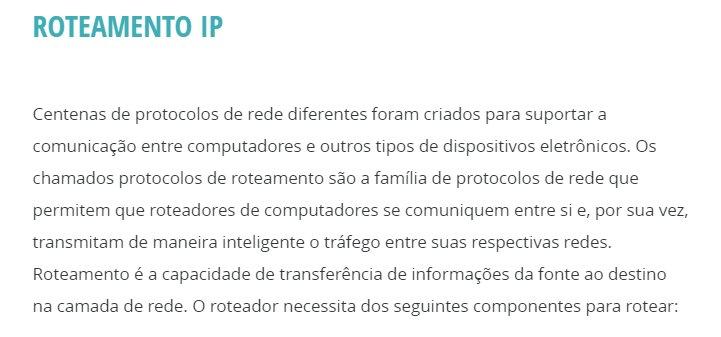 ROTEAMENTO IP
Centenas de protocolos de rede diferentes foram criados para suportar a
comunicação entre computadores e outros tipos de dispositivos eletrônicos. Os
chamados protocolos de roteamento são a família de protocolos de rede que
permitem que roteadores de computadores se comuniquem entre si e, por sua vez,
transmitam de maneira inteligente o tráfego entre suas respectivas redes.
Roteamento é a capacidade de transferência de informações da fonte ao destino
na camada de rede. O roteador necessita dos seguintes componentes para rotear: